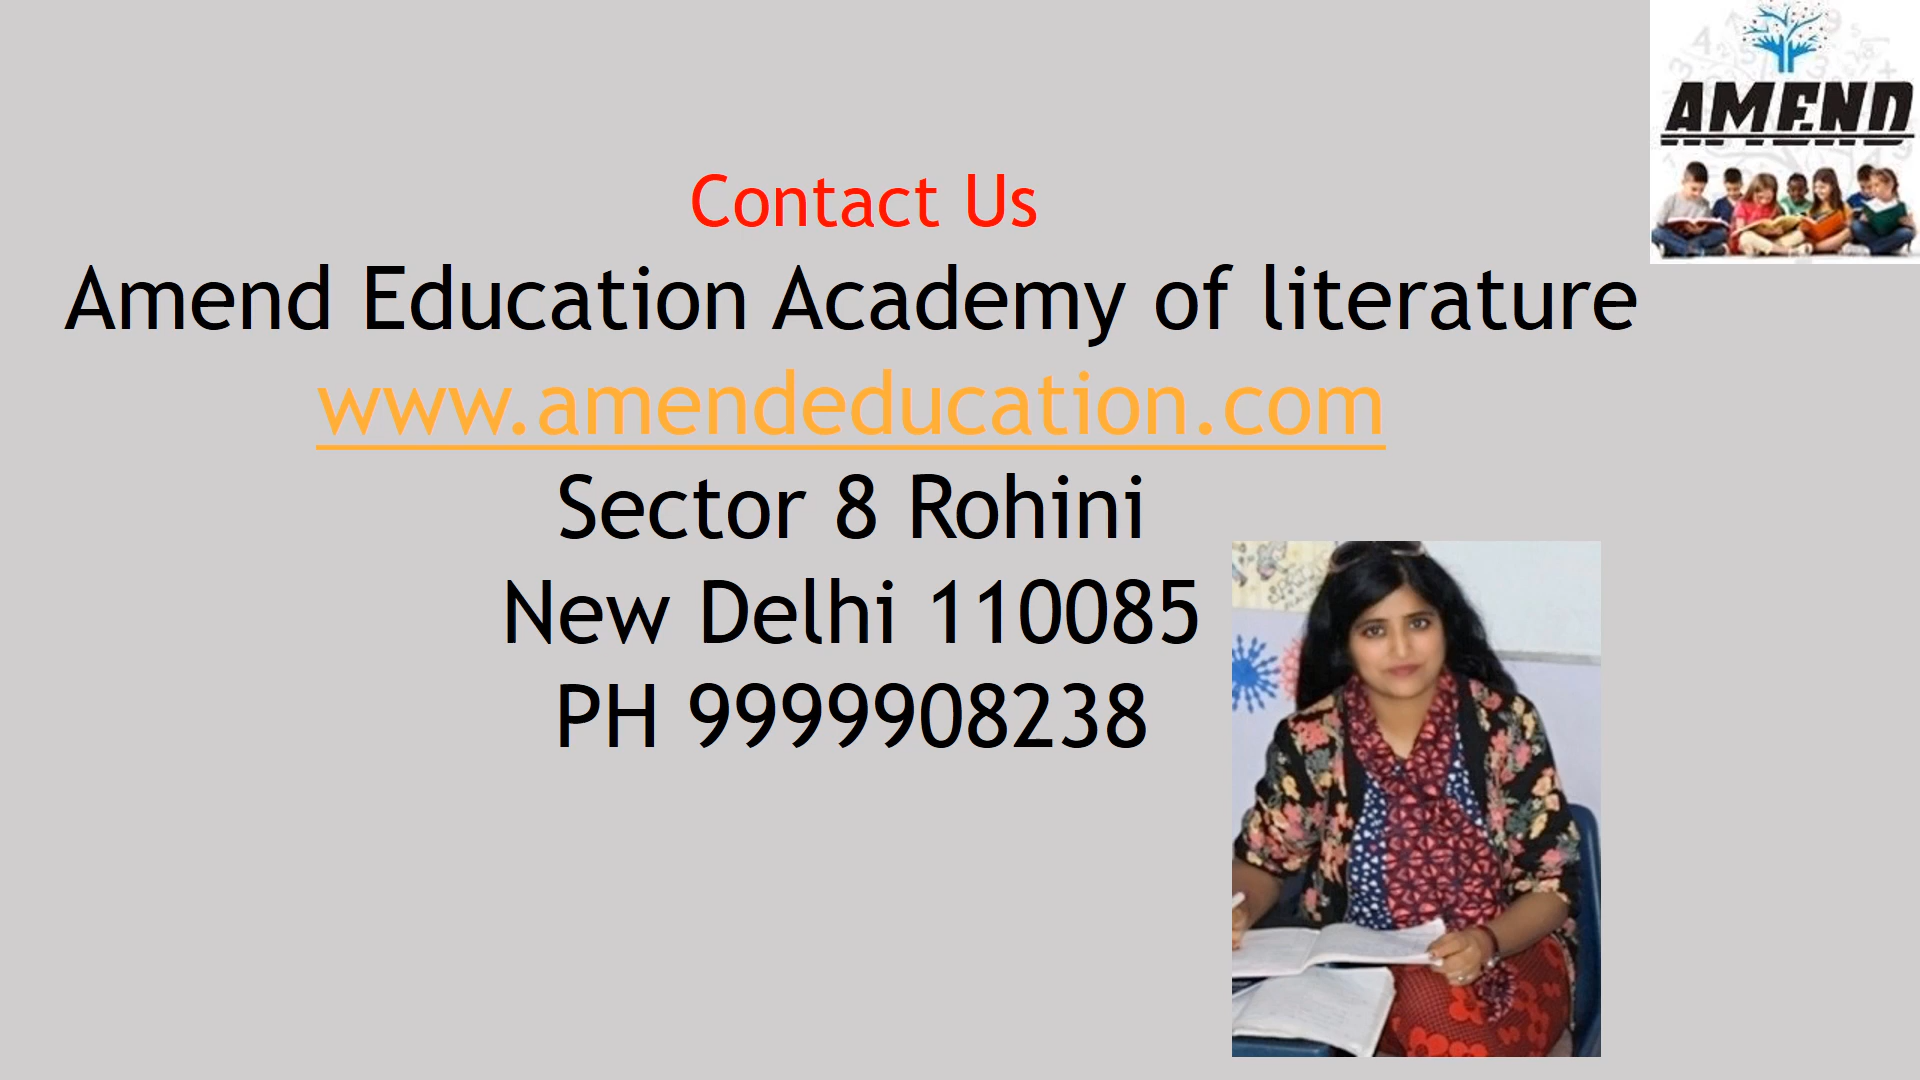 AMEND
Contact Us
Amend Education Academy of literature
www.amendeducation.com
Sector 8 Rohini
New Delhi 110085
PH 9999908238